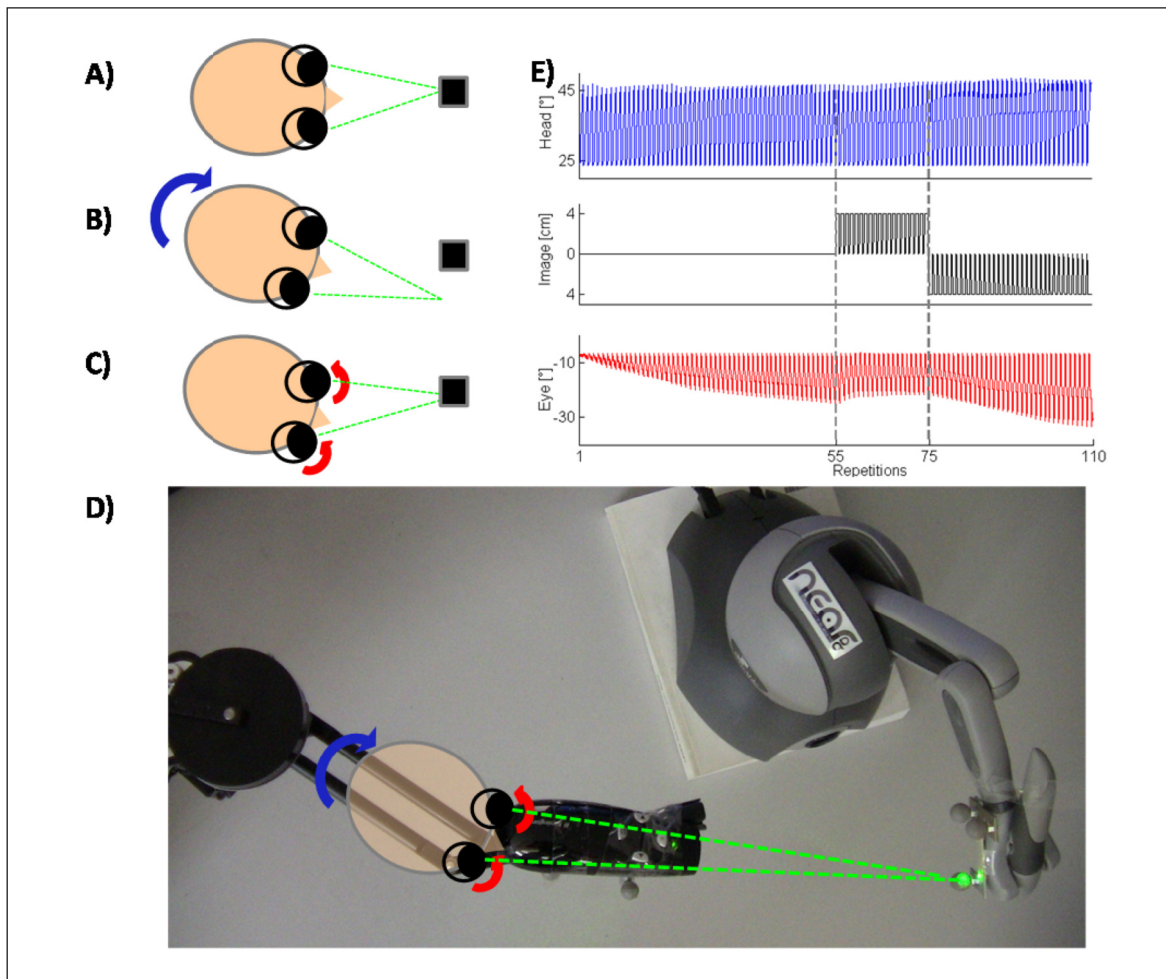 A)
B)
C)
E)
45
25
Head [°]
4
0
4
Image [cm]
-10
-30
Eye [°]
1
55
75
110
Repetitions
D)